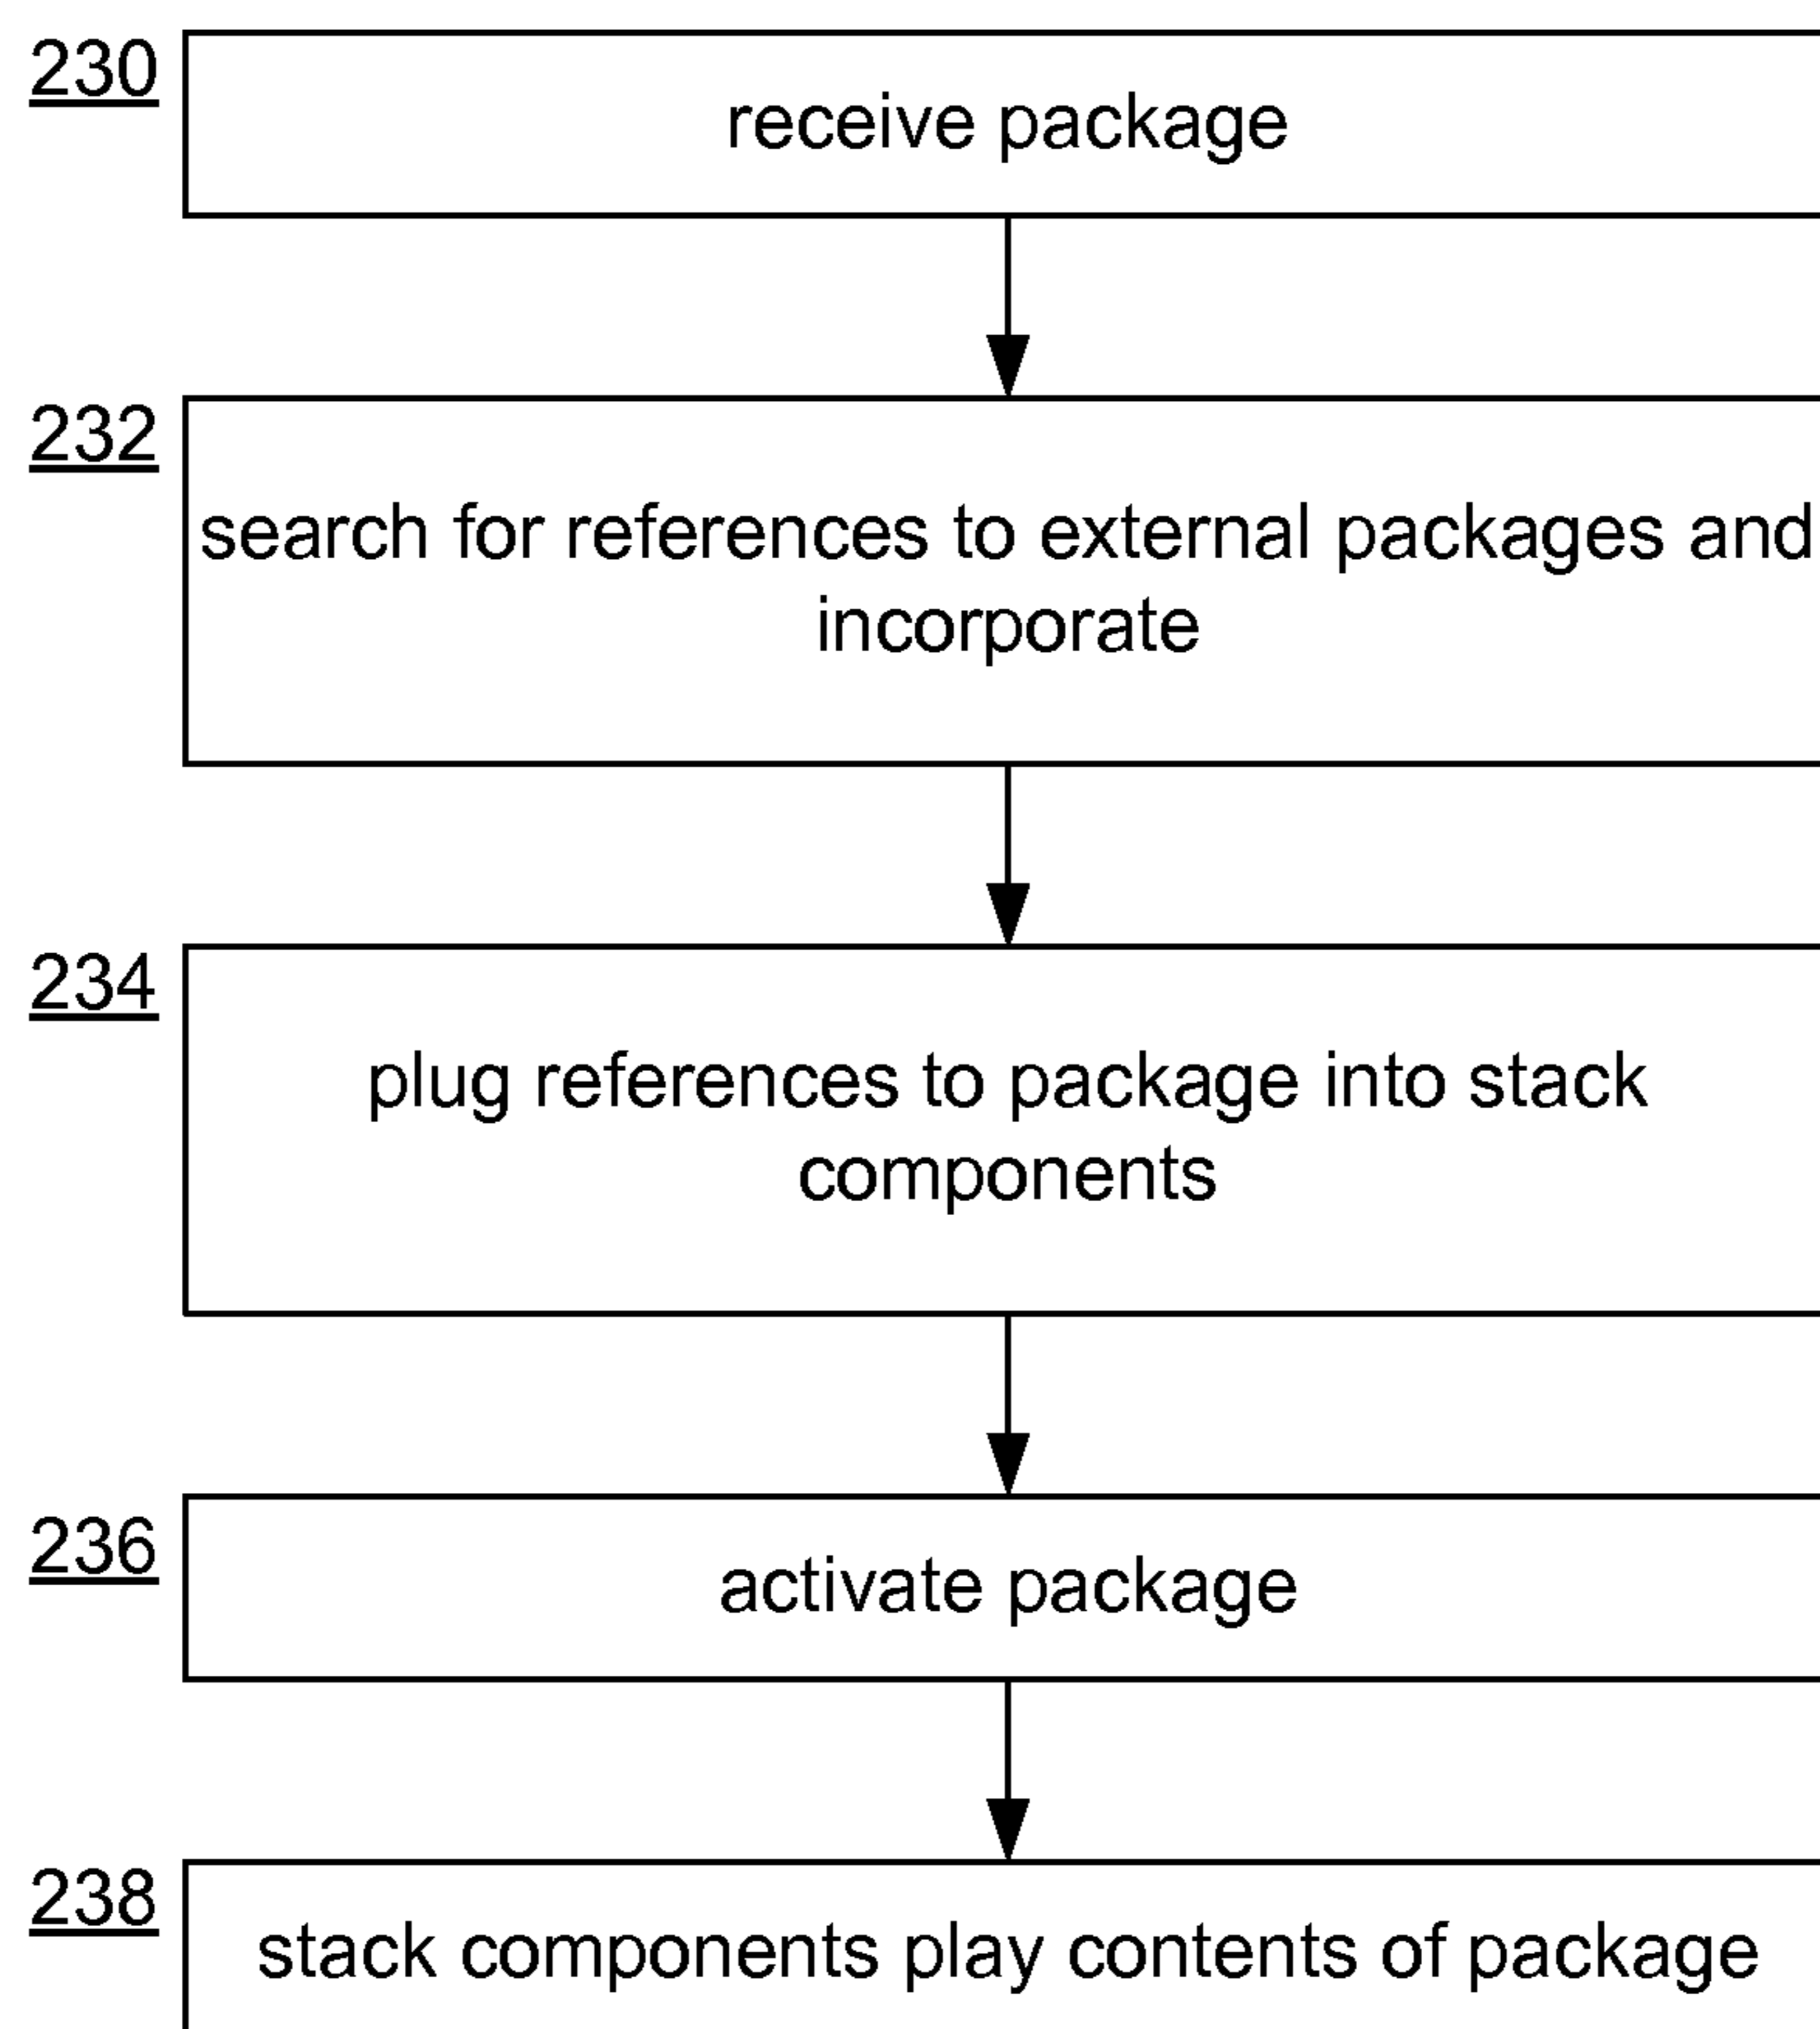 230
receive package
232
search for references to external packages and
incorporate
234
plug references to package into stack
components
236
activate package
238
stack components play contents of package